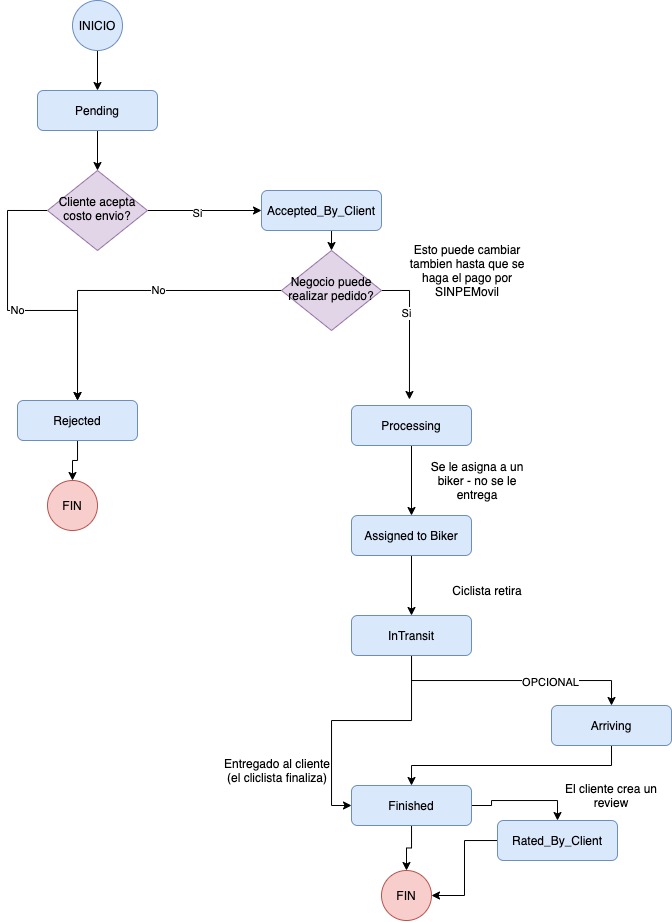 INICIO
Pending
Cliente acepta
costo envio?
Si
Accepted_By_Client
Esto puede cambiar
tambien hasta que se
haga el pago por
SINPEMovil
Negocio puede
realizar pedido?
No
Si
No
Rejected
Processing
Se le asigna a un
biker - no se le
entrega
FIN
Assigned to Biker
Ciclista retira
InTransit
OPCIONAL
Arriving
Entregado al cliente
(el cliclista finaliza)
Finished
El cliente crea un
review
Rated_By_Client
FIN